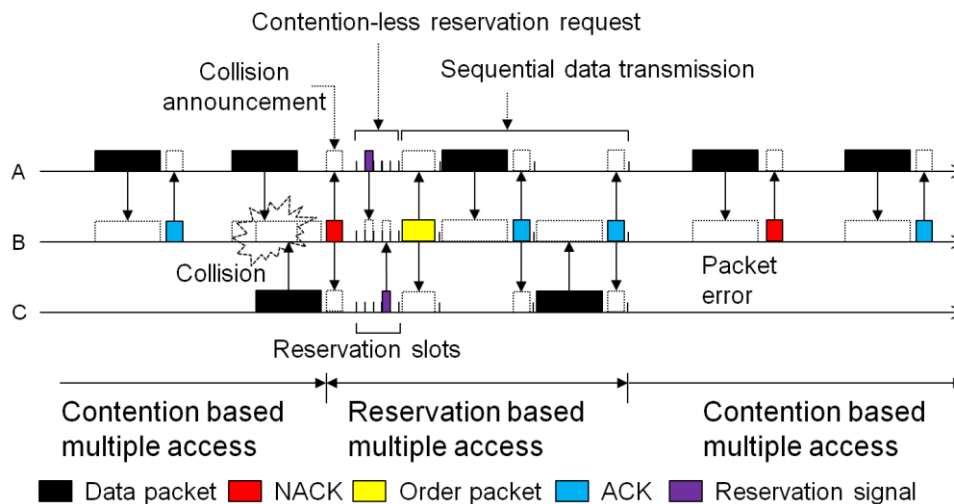 Contention-less reservation request
Sequential data transmission
Collision
announcement
A
B
Collision
Packet
error
C
Reservation slots
Contention based
multiple access
Reservation based
multiple access
Contention based
multiple access
Data packet NACK Order packet ACK Reservation signal